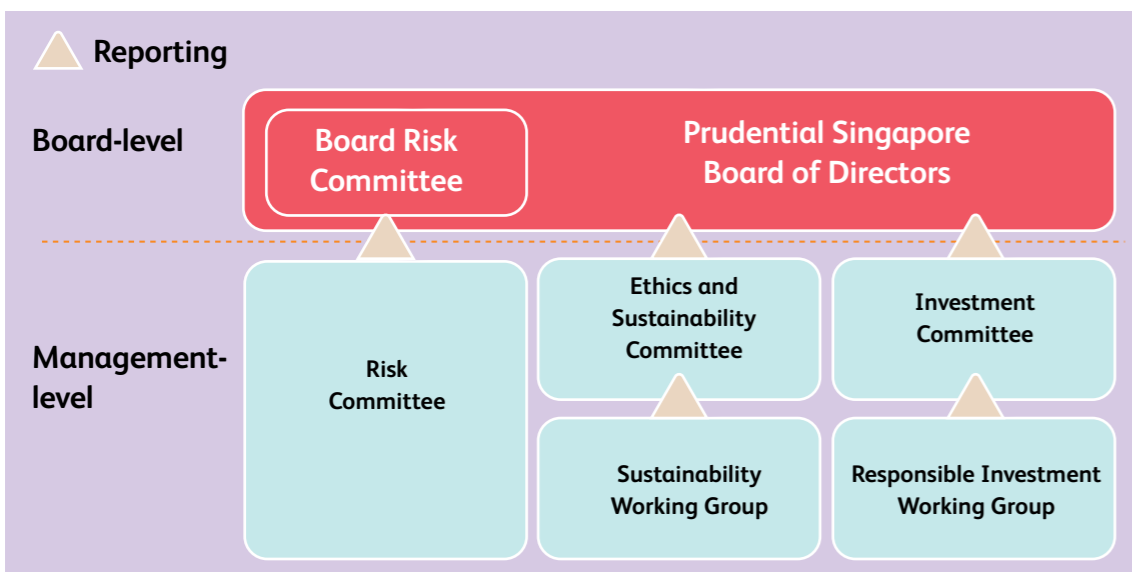 Reporting
Board-level
Board Risk
Committee
Prudential Singapore
Board of Directors
Management-
level
Risk
Committee
Ethics and
Sustainability
Committee
Investment
Committee
Sustainability
Working Group
Responsible Investment
Working Group